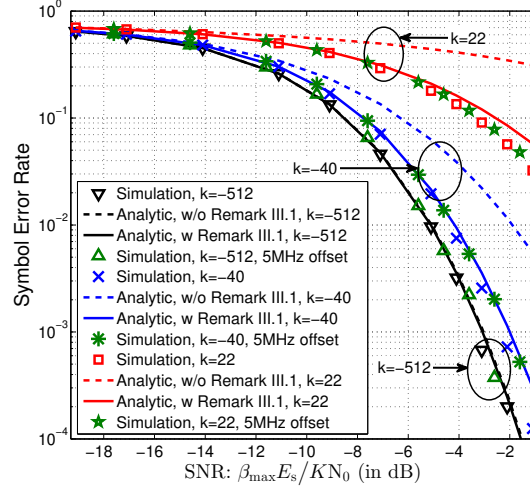 10^0
10^-1
10^-2
10^-3
10^-4
Symbol Error Rate
k=22
k=-40
k=-512
Simulation, k=-512
Analytic, w/o Remark III.1, k=-512
Analytic, w Remark III.1, k=-512
Simulation, k=-512, 5MHz offset
Simulation, k=-40
Analytic, w/o Remark III.1, k=-40
Analytic, w Remark III.1, k=-40
Simulation, k=-40, 5MHz offset
Simulation, k=22
Analytic, w/o Remark III.1, k=22
Analytic, w Remark III.1, k=22
Simulation, k=22, 5MHz offset
-18 -16 -14 -12 -10 -8 -6 -4 -2
SNR: β_max E_s/KN_0 (in dB)